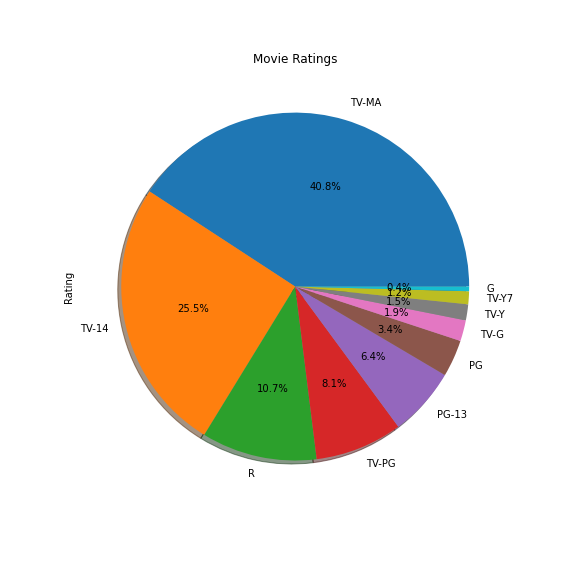 Movie Ratings
TV-MA
40.8%
TV-14
25.5%
R
10.7%
TV-PG
8.1%
PG-13
6.4%
PG
3.4%
TV-G
1.9%
TV-Y
1.5%
TV-Y7
1.2%
G
0.4%
Rating